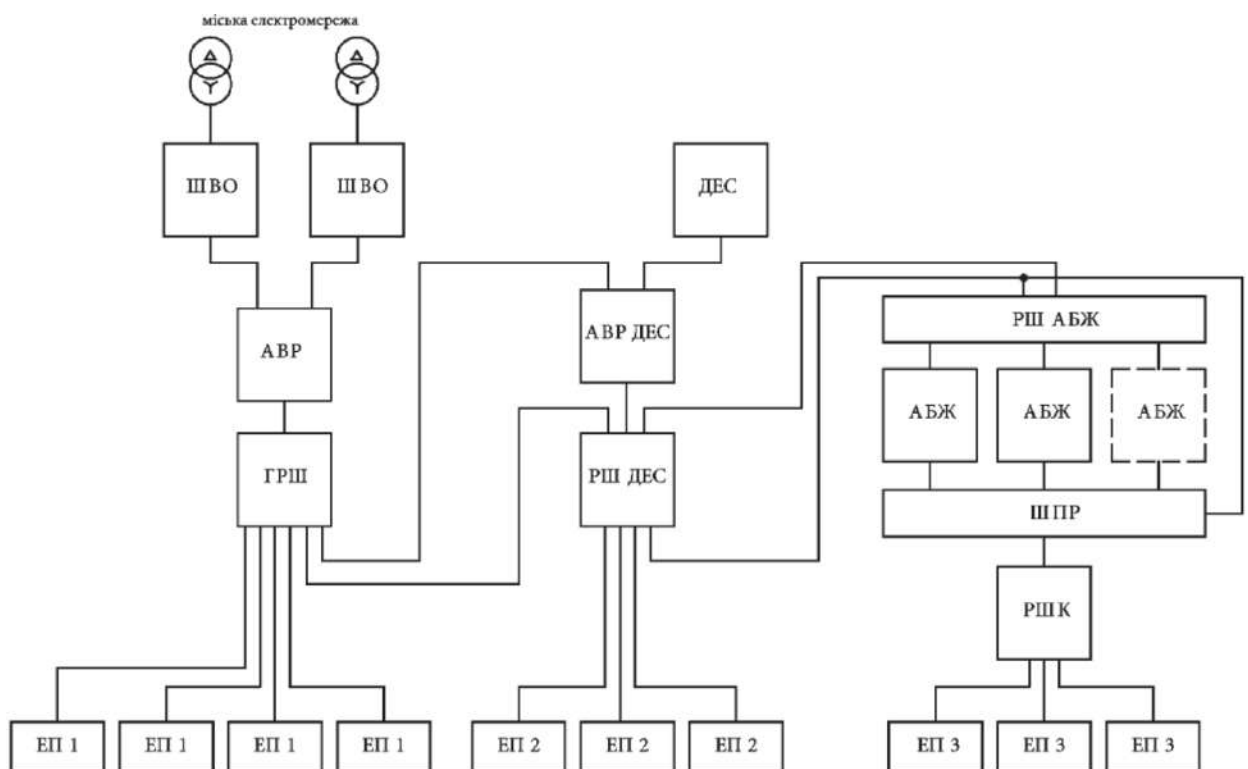 міська електромережа
Δ
Δ
Y
Y
ШВО
ШВО
ДЕС
АВР
АВР ДЕС
РШ АБЖ
АБЖ
АБЖ
АБЖ
ГРШ
РШ ДЕС
ШПР
РШ К
ЕП 1
ЕП 1
ЕП 1
ЕП 1
ЕП 2
ЕП 2
ЕП 2
ЕП 3
ЕП 3
ЕП 3